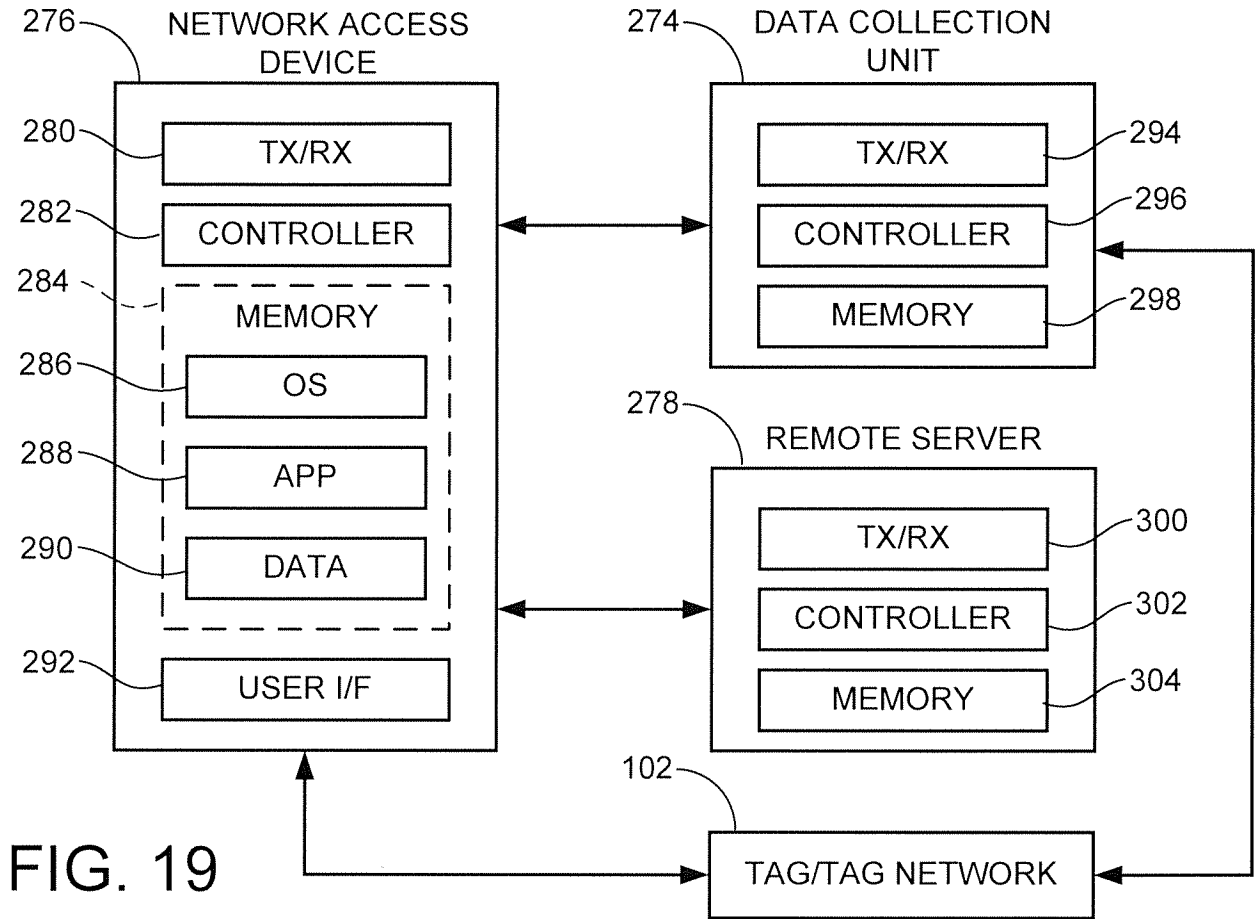 276
NETWORK ACCESS
DEVICE
280
TX/RX
282
CONTROLLER
284
MEMORY
286
OS
288
APP
290
DATA
292
USER I/F
274
DATA COLLECTION
UNIT
TX/RX
294
CONTROLLER
296
MEMORY
298
278
REMOTE SERVER
TX/RX
300
CONTROLLER
302
MEMORY
304
102
TAG/TAG NETWORK
FIG. 19